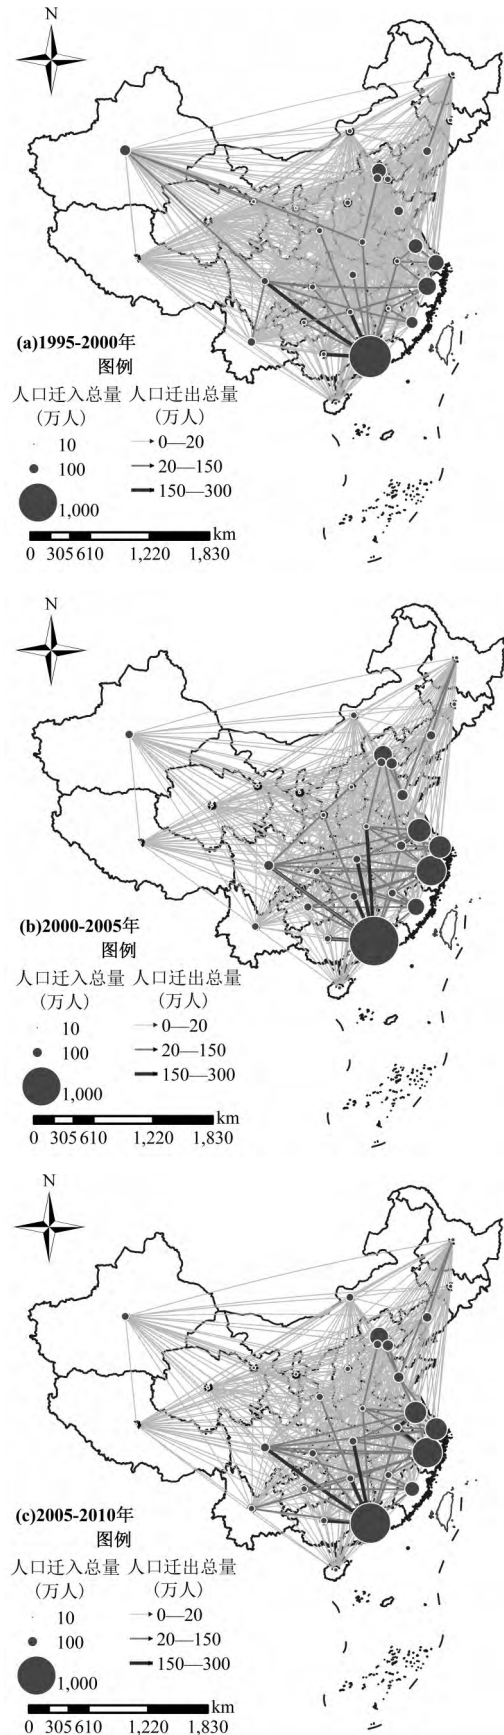 N
(a)1995-2000年
图例
人口迁入总量 人口迁出总量
(万人) (万人)
10 0—20
100 20—150
1,000 150—300
km
0 305 610 1,220 1,830
N
(b)2000-2005年
图例
人口迁入总量 人口迁出总量
(万人) (万人)
10 0—20
100 20—150
1,000 150—300
km
0 305 610 1,220 1,830
N
(c)2005-2010年
图例
人口迁入总量 人口迁出总量
(万人) (万人)
10 0—20
100 20—150
1,000 150—300
km
0 305 610 1,220 1,830